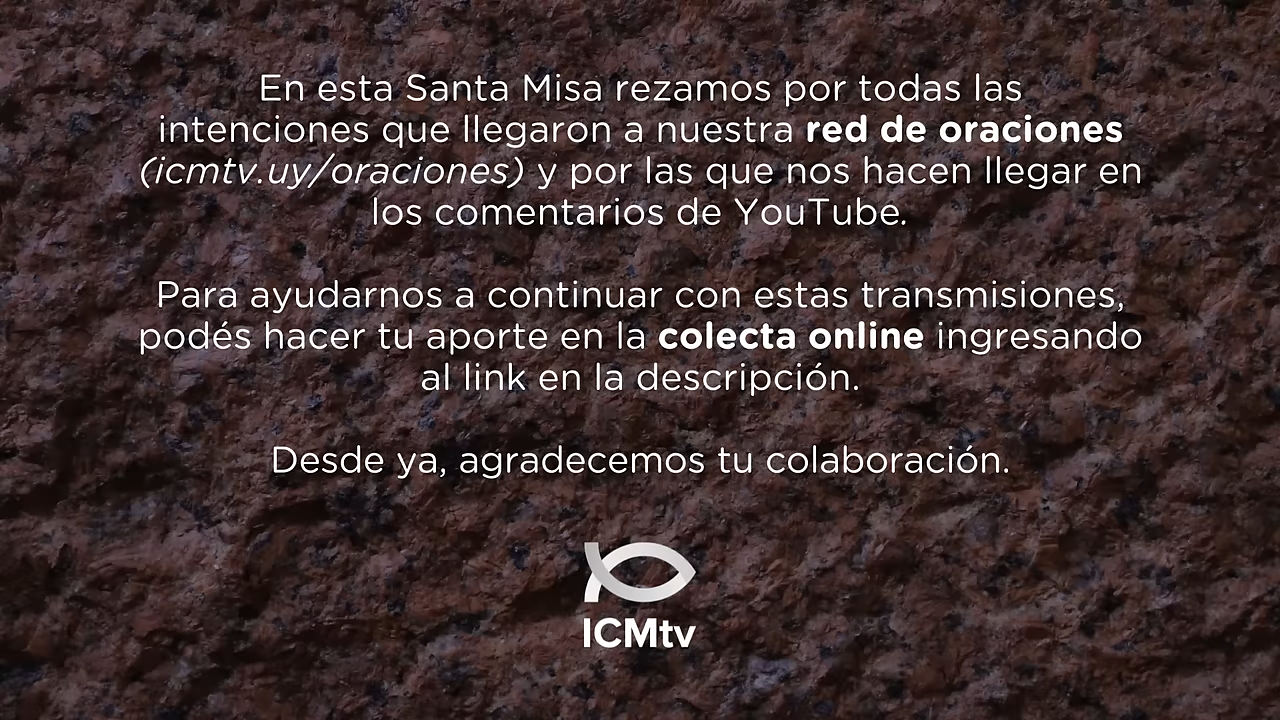 En esta Santa Misa rezamos por todas las
intenciones que llegaron a nuestra red de oraciones
(icmtv.uy/oraciones) y por las que nos hacen llegar en
los comentarios de YouTube.
Para ayudarnos a continuar con estas transmisiones,
podés hacer tu aporte en la colecta online ingresando
al link en la descripción.
Desde ya, agradecemos tu colaboración.
ICMtv